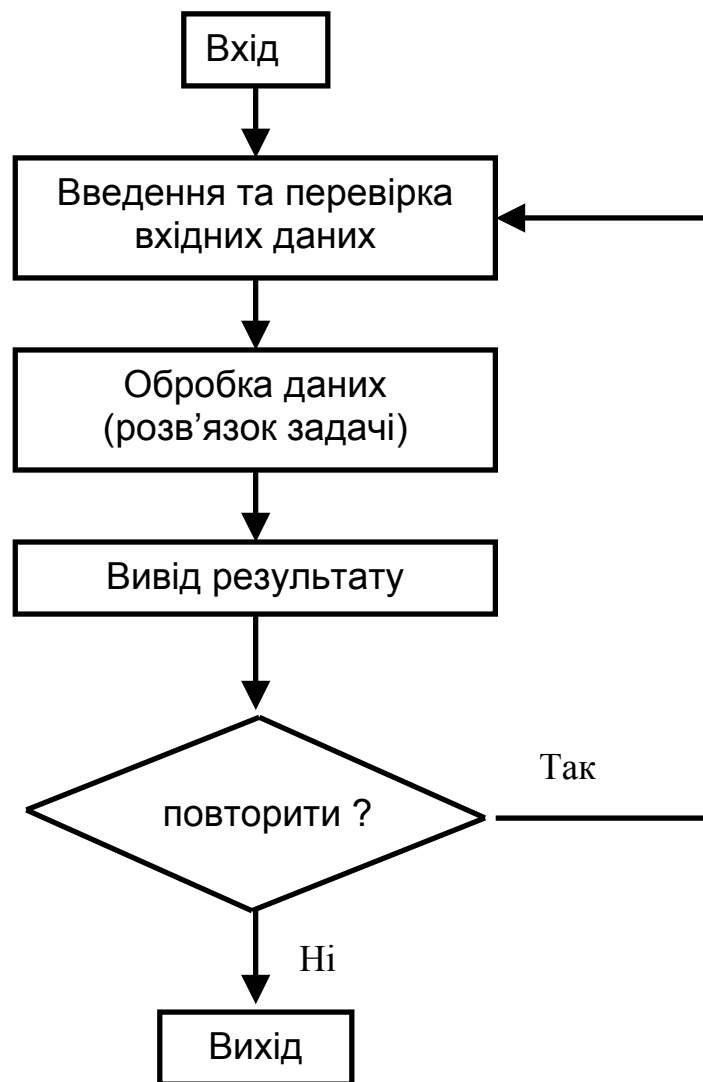 Вхід
Введення та перевірка
вхідних даних
Обробка даних
(розв’язок задачі)
Вивід результату
повторити ?
Так
Ні
Вихід